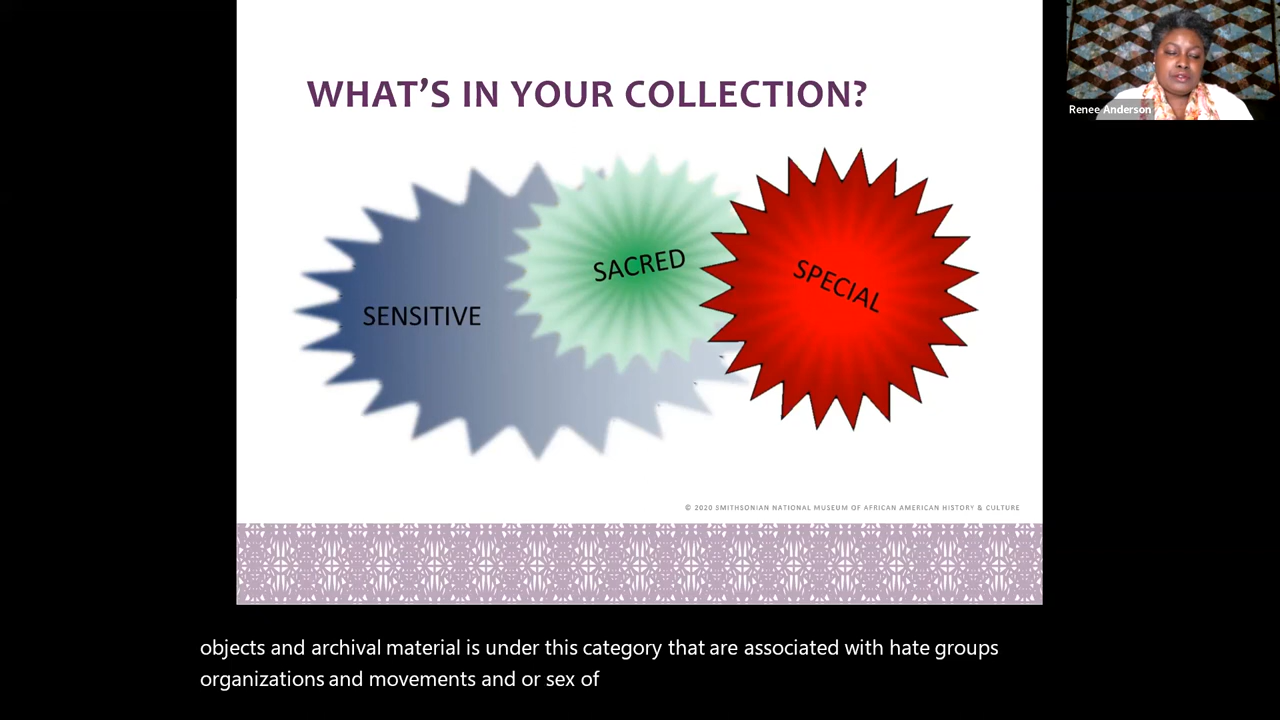 WHAT'S IN YOUR COLLECTION?
Renee Anderson
SACRED
SPECIAL
SENSITIVE
© 2020 SMITHSONIAN NATIONAL MUSEUM OF AFRICAN AMERICAN HISTORY & CULTURE
objects and archival material is under this category that are associated with hate groups
organizations and movements and or sex of